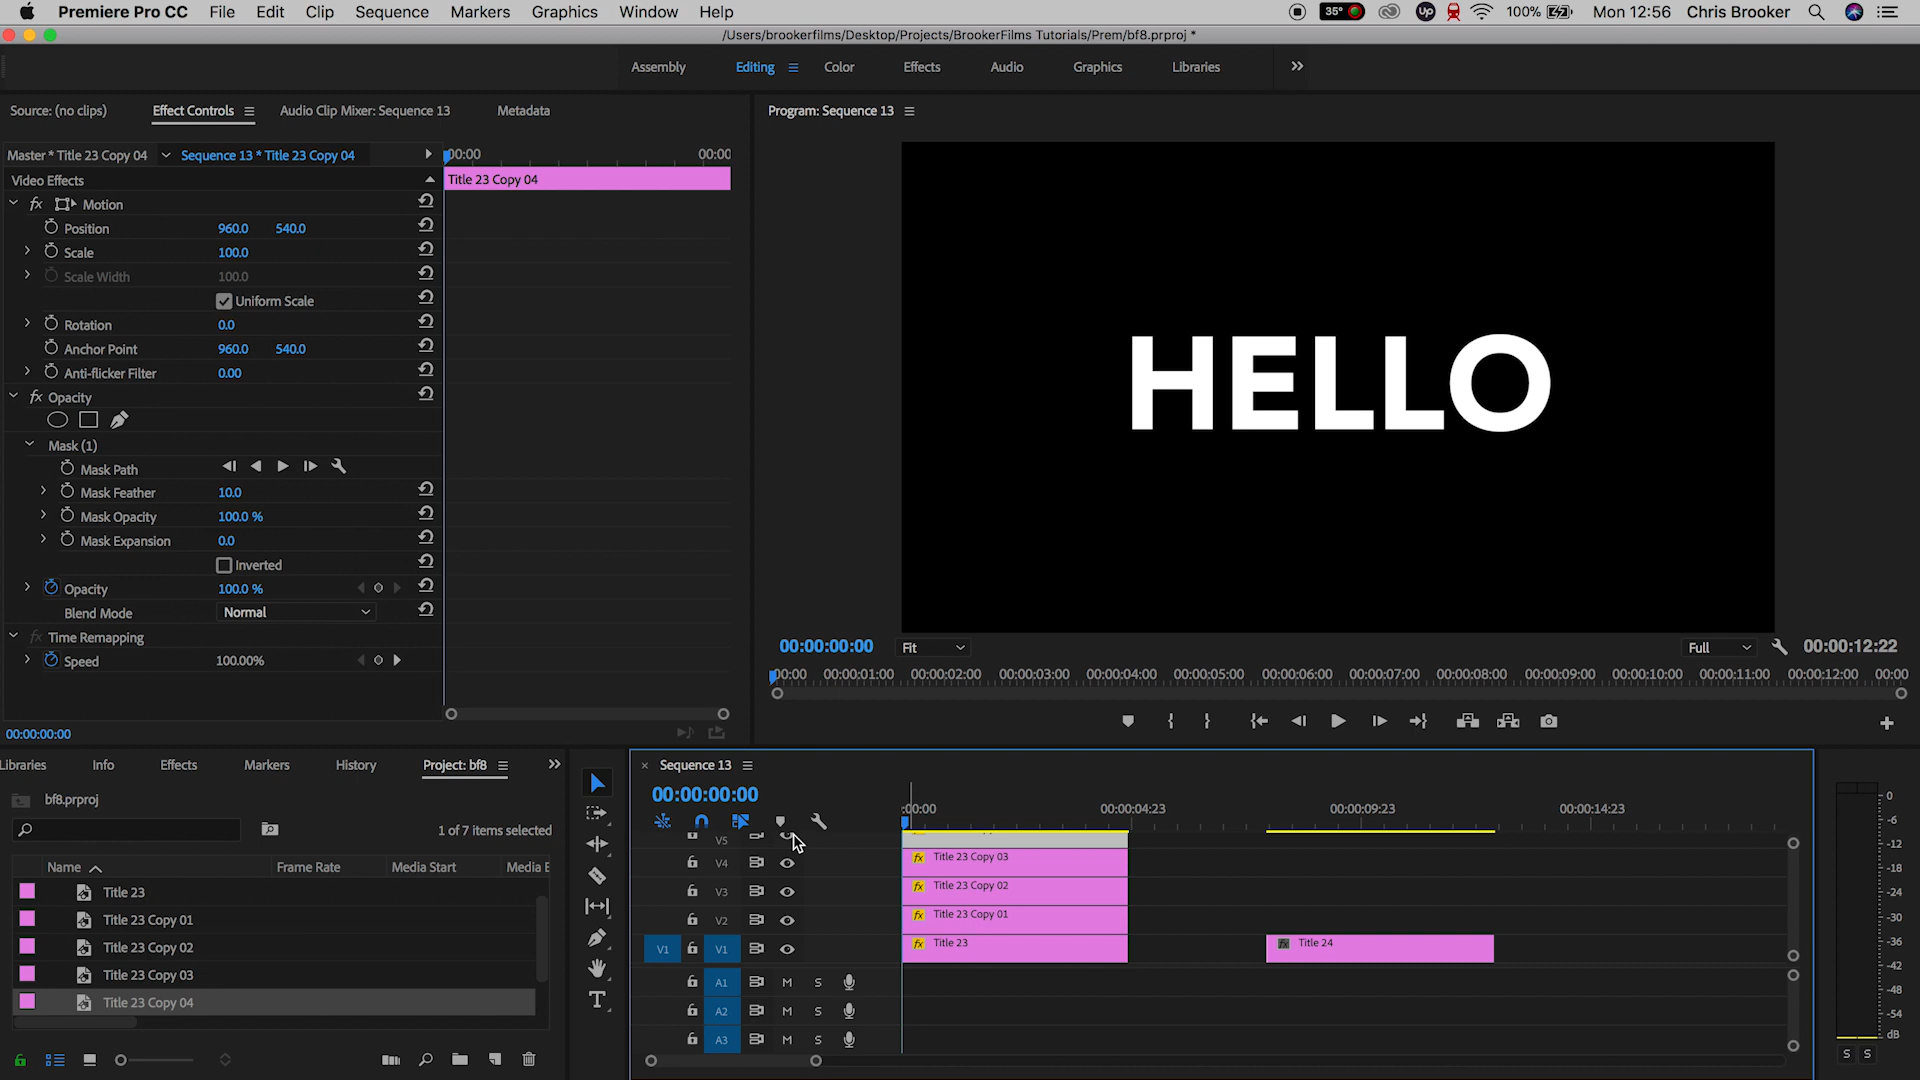 Premiere Pro CC File Edit Clip Sequence Markers Graphics Window Help 35° Up 100% Mon 12:56 Chris Brooker
/Users/brookerfilms/Desktop/Projects/BrookerFilms Tutorials/Prem/bf8.prproj *
Assembly Editing Color Effects Audio Graphics Libraries
Source: (no clips) Effect Controls Audio Clip Mixer: Sequence 13 Metadata
Program: Sequence 13
Master * Title 23 Copy 04 Sequence 13 * Title 23 Copy 04 00:00 00:00
Video Effects Title 23 Copy 04
fx Motion
Position 960.0 540.0
Scale 100.0
Scale Width 100.0
Uniform Scale
Rotation 0.0
Anchor Point 960.0 540.0
Anti-flicker Filter 0.00
fx Opacity
Mask (1)
Mask Path
Mask Feather 10.0
Mask Opacity 100.0 %
Mask Expansion 0.0
Inverted
Opacity 100.0 %
Blend Mode Normal
fx Time Remapping
Speed 100.00%
00:00:00:00
HELLO
00:00:00:00 Fit Full 00:00:12:22
00:00 00:00:01:00 00:00:02:00 00:00:03:00 00:00:04:00 00:00:05:00 00:00:06:00 00:00:07:00 00:00:08:00 00:00:09:00 00:00:10:00 00:00:11:00 00:00:12:00 00:00
Libraries Info Effects Markers History Project: bf8
bf8.prproj
1 of 7 items selected
Name Frame Rate Media Start Media E
Title 23
Title 23 Copy 01
Title 23 Copy 02
Title 23 Copy 03
Title 23 Copy 04
T
× Sequence 13
00:00:00:00
:00:00 00:00:04:23 00:00:09:23 00:00:14:23
V5
V4 fx Title 23 Copy 03
V3 fx Title 23 Copy 02
V2 fx Title 23 Copy 01
V1 V1 fx Title 23 fx Title 24
A1 M S
A2 M S
A3 M S
0
-6
-12
-18
-24
-30
-36
-42
-48
-54
dB
S S